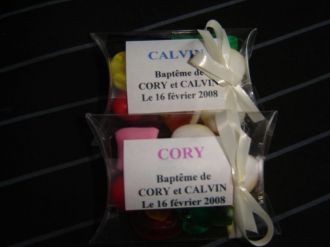 CALVIN
Baptême de
CORY et CALVIN
Le 16 février 2008
CORY
Baptême de
CORY et CALVIN
Le 16 février 2008